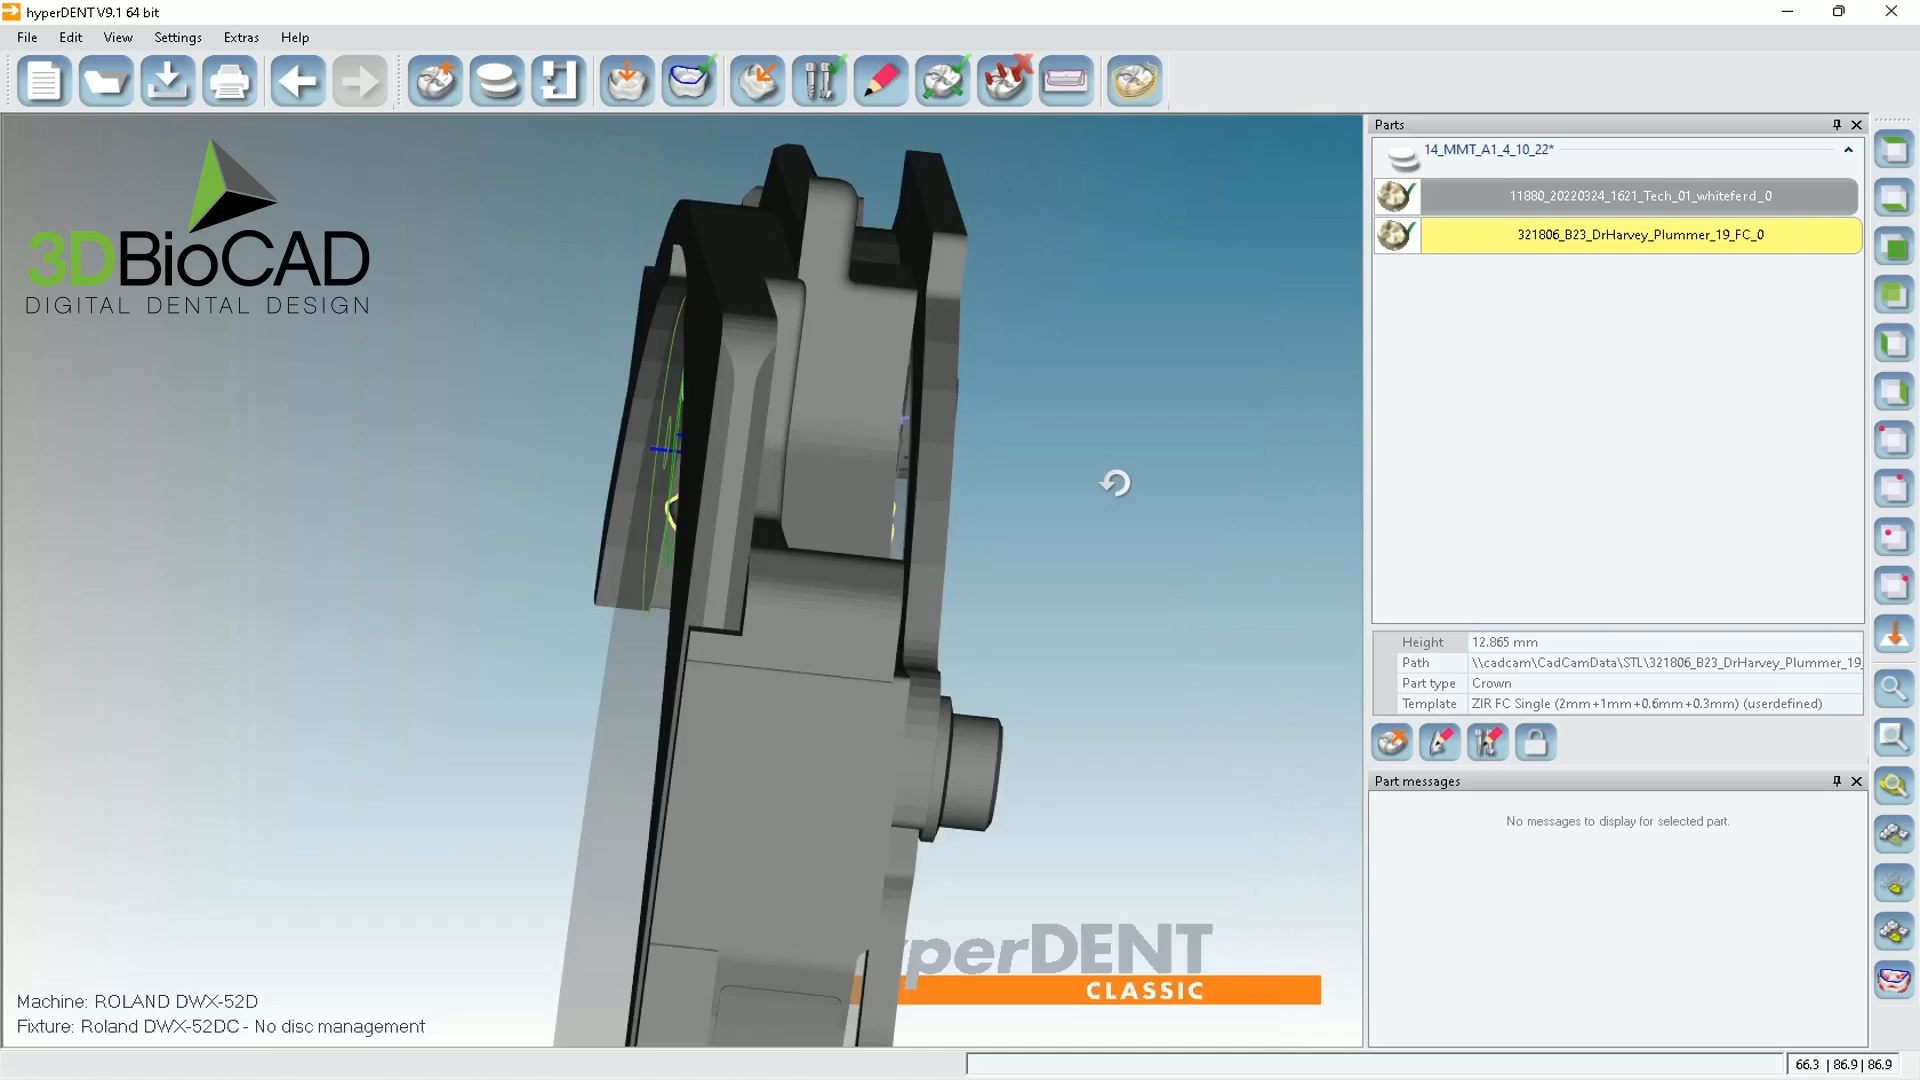 hyperDENT V9.1 64 bit
File Edit View Settings Extras Help
3DBioCAD
DIGITAL DENTAL DESIGN
Parts
14_MMT_A1_4_10_22*
11880_20220324_1621_Tech_01_whiteferd_0
321806_B23_DrHarvey_Plummer_19_FC_0
Height 12.865 mm
Path \\cadcam\CadCamData\STL\321806_B23_DrHarvey_Plummer_19_
Part type Crown
Template ZIR FC Single (2mm+1mm+0.6mm+0.3mm) (userdefined)
Part messages
No messages to display for selected part.
perDENT
CLASSIC
Machine: ROLAND DWX-52D
Fixture: Roland DWX-52DC - No disc management
66.3 | 86.9 | 86.9